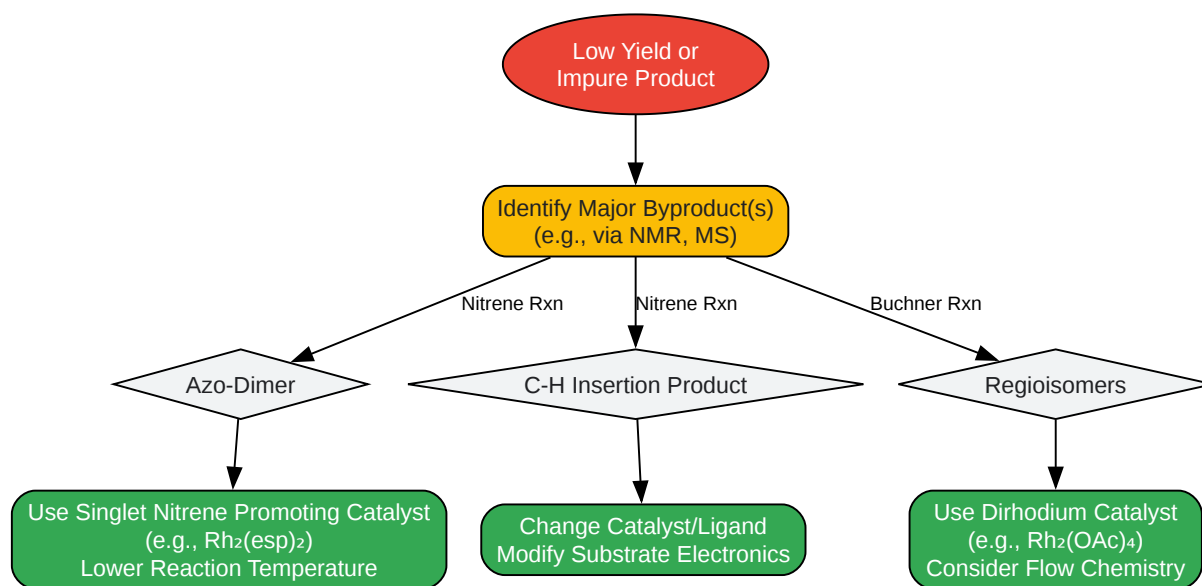 Low Yield or
Impure Product
Identify Major Byproduct(s)
(e.g., via NMR, MS)
Nitrene Rxn
Nitrene Rxn
Buchner Rxn
Azo-Dimer
C-H Insertion Product
Regioisomers
Use Singlet Nitrene Promoting Catalyst
(e.g., Rh₂(esp)₂)
Lower Reaction Temperature
Change Catalyst/Ligand
Modify Substrate Electronics
Use Dirhodium Catalyst
(e.g., Rh₂(OAc)₄)
Consider Flow Chemistry